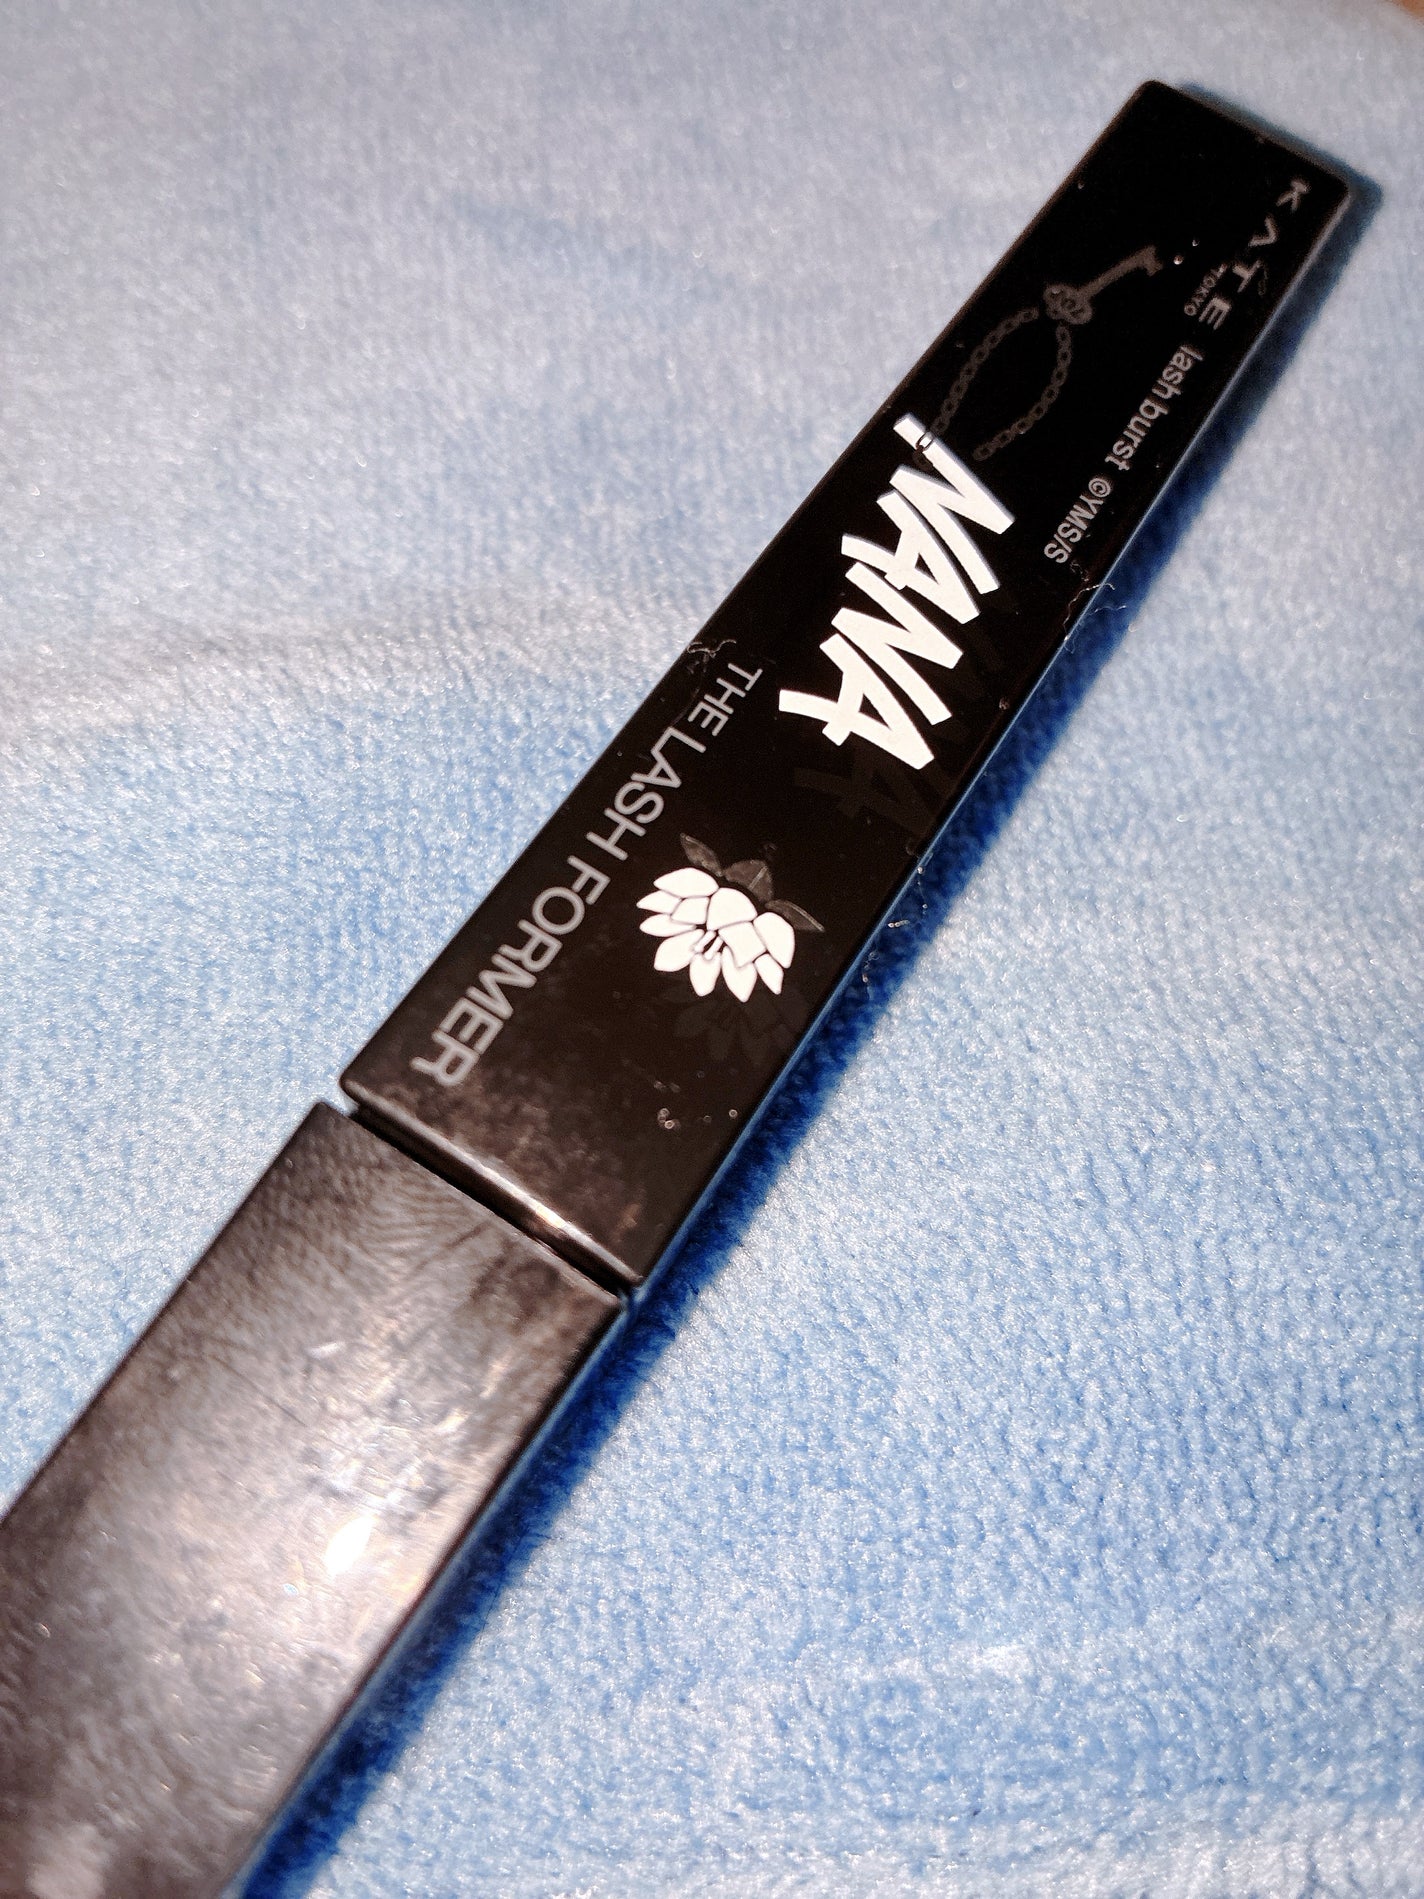 KATE
TOKYO
lash burst ©YMS/S
NANA
THE LASH FORMER